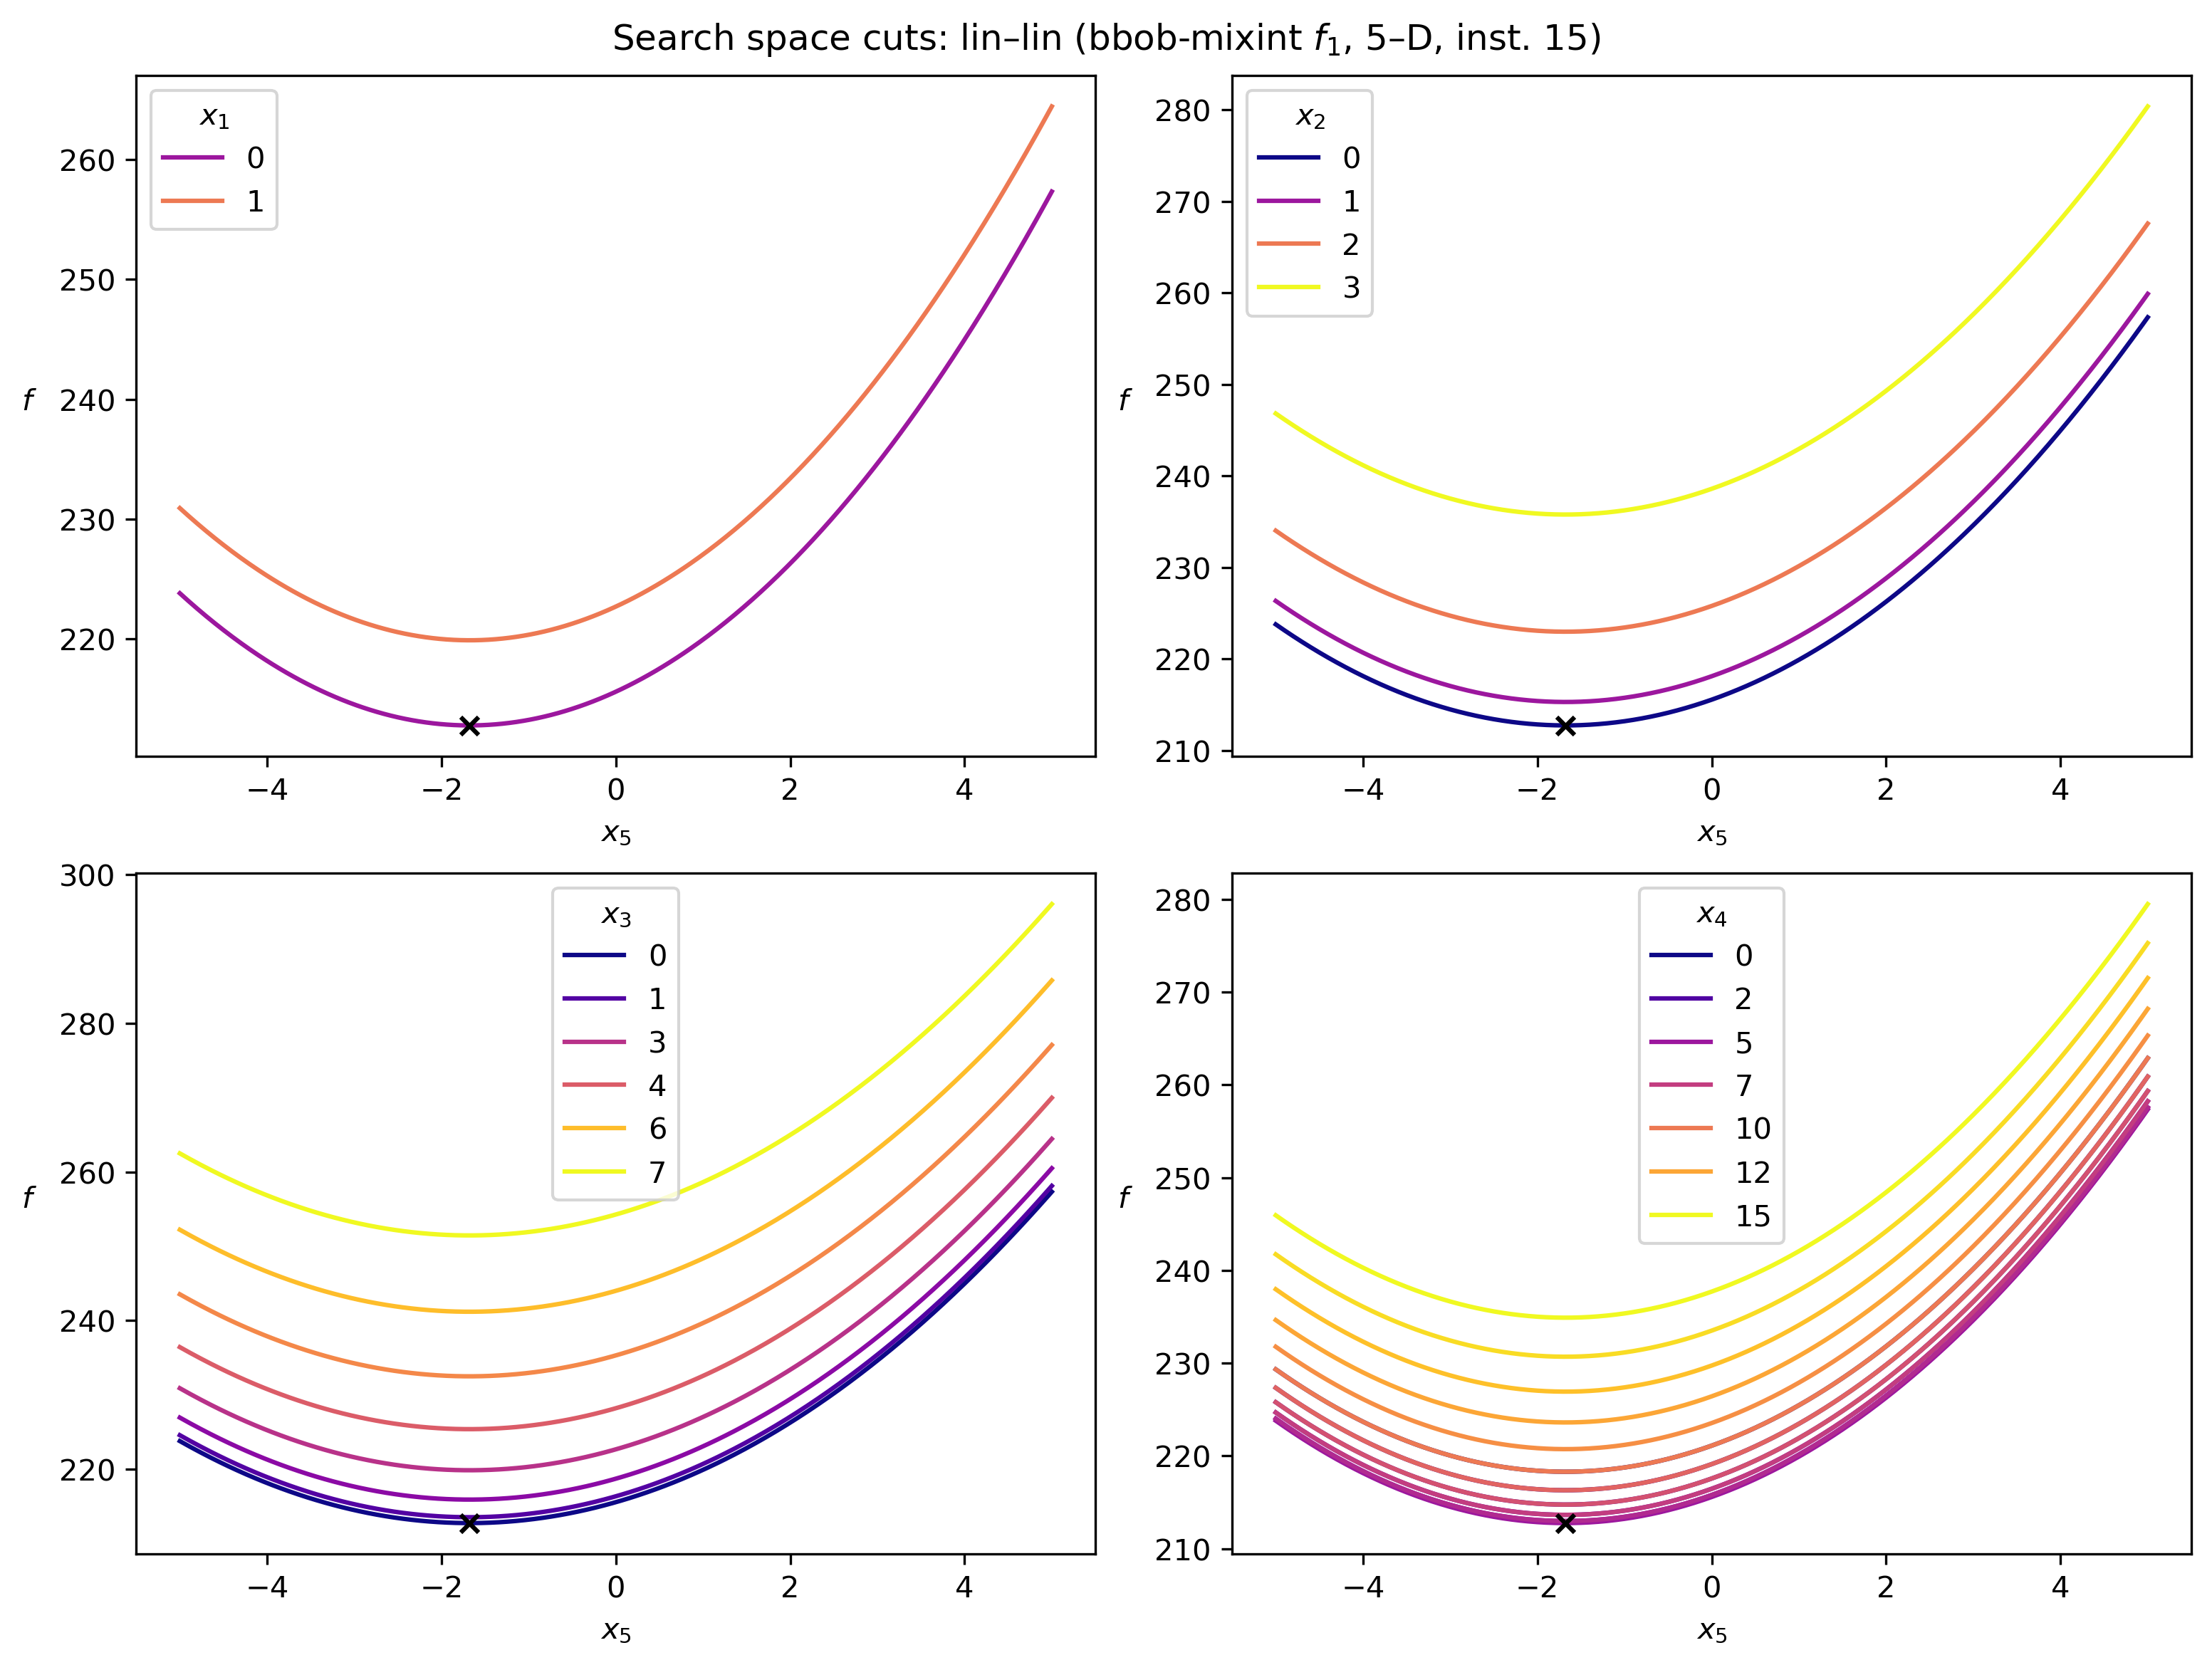 Search space cuts: lin–lin (bbob-mixint f₁, 5–D, inst. 15)
x₁
0
1
260
250
240
230
220
f
−4 −2 0 2 4
x₅
x₂
0
1
2
3
280
270
260
250
240
230
220
210
f
−4 −2 0 2 4
x₅
x₃
0
1
3
4
6
7
300
280
260
240
220
f
−4 −2 0 2 4
x₅
x₄
0
2
5
7
10
12
15
280
270
260
250
240
230
220
210
f
−4 −2 0 2 4
x₅